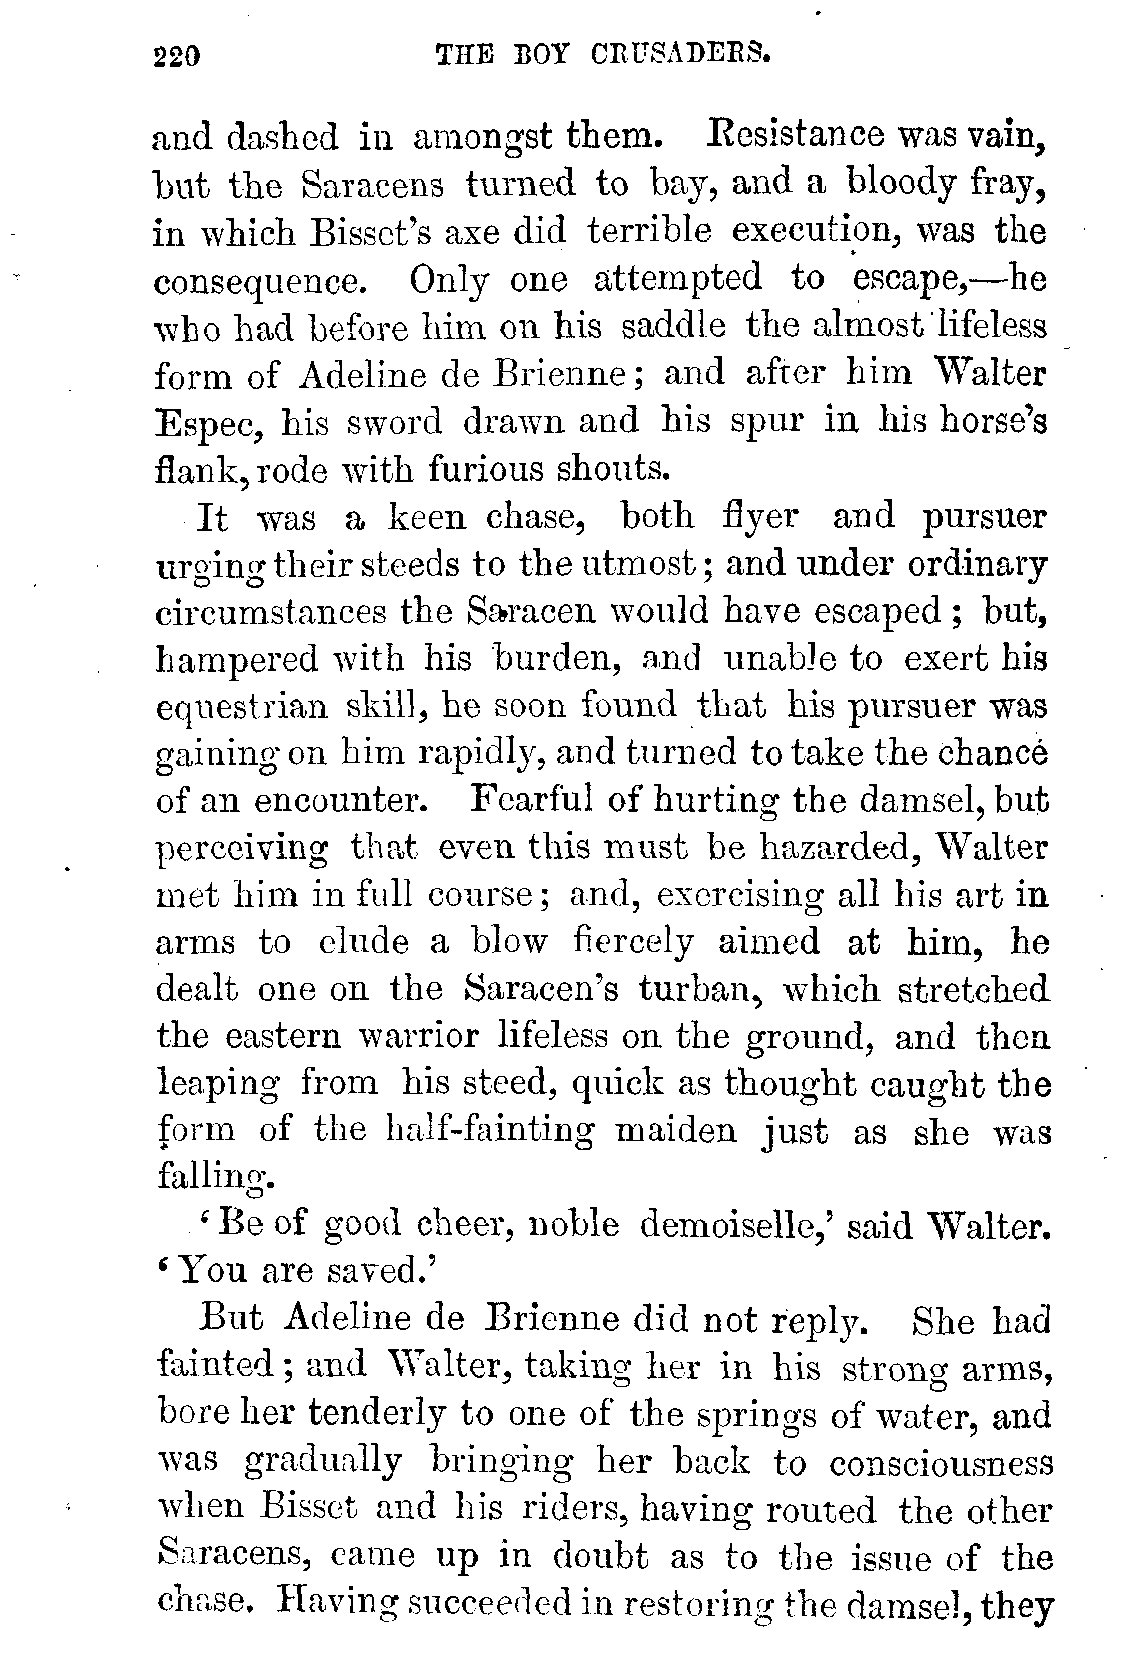 220 THE BOY CRUSADERS.
and dashed in amongst them. Resistance was vain,
but the Saracens turned to bay, and a bloody fray,
in which Bisset's axe did terrible execution, was the
consequence. Only one attempted to escape,—he
who had before him on his saddle the almost lifeless
form of Adeline de Brienne; and after him Walter
Espec, his sword drawn and his spur in his horse's
flank, rode with furious shouts.
It was a keen chase, both flyer and pursuer
urging their steeds to the utmost; and under ordinary
circumstances the Saracen would have escaped; but,
hampered with his burden, and unable to exert his
equestrian skill, he soon found that his pursuer was
gaining on him rapidly, and turned to take the chance
of an encounter. Fearful of hurting the damsel, but
perceiving that even this must be hazarded, Walter
met him in full course; and, exercising all his art in
arms to elude a blow fiercely aimed at him, he
dealt one on the Saracen's turban, which stretched
the eastern warrior lifeless on the ground, and then
leaping from his steed, quick as thought caught the
form of the half-fainting maiden just as she was
falling.
'Be of good cheer, noble demoiselle,' said Walter.
'You are saved.'
But Adeline de Brienne did not reply. She had
fainted; and Walter, taking her in his strong arms,
bore her tenderly to one of the springs of water, and
was gradually bringing her back to consciousness
when Bisset and his riders, having routed the other
Saracens, came up in doubt as to the issue of the
chase. Having succeeded in restoring the damsel, they